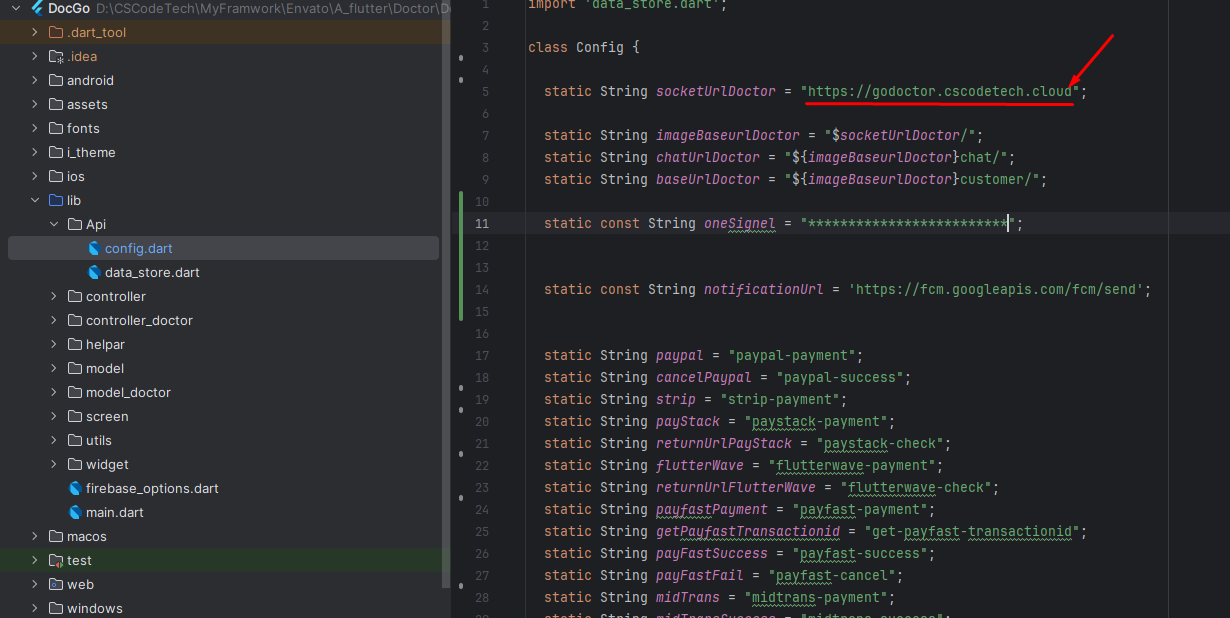 DocGo D:\CSCodeTech\MyFramwork\Envato\A_flutter\Doctor\D
.dart_tool
.idea
android
assets
fonts
i_theme
ios
lib
Api
config.dart
data_store.dart
controller
controller_doctor
helpar
model
model_doctor
screen
utils
widget
firebase_options.dart
main.dart
macos
test
web
windows
1 import 'data_store.dart';
2
3 class Config {
4
5 static String socketUrlDoctor = "https://godoctor.cscodetech.cloud";
6
7 static String imageBaseurlDoctor = "$socketUrlDoctor/";
8 static String chatUrlDoctor = "${imageBaseurlDoctor}chat/";
9 static String baseUrlDoctor = "${imageBaseurlDoctor}customer/";
10
11 static const String oneSignel = "*************************";
12
13
14 static const String notificationUrl = 'https://fcm.googleapis.com/fcm/send';
15
16
17 static String paypal = "paypal-payment";
18 static String cancelPaypal = "paypal-success";
19 static String strip = "strip-payment";
20 static String payStack = "paystack-payment";
21 static String returnUrlPayStack = "paystack-check";
22 static String flutterWave = "flutterwave-payment";
23 static String returnUrlFlutterWave = "flutterwave-check";
24 static String payfastPayment = "payfast-payment";
25 static String getPayfastTransactionid = "get-payfast-transactionid";
26 static String payFastSuccess = "payfast-success";
27 static String payFastFail = "payfast-cancel";
28 static String midTrans = "midtrans-payment";